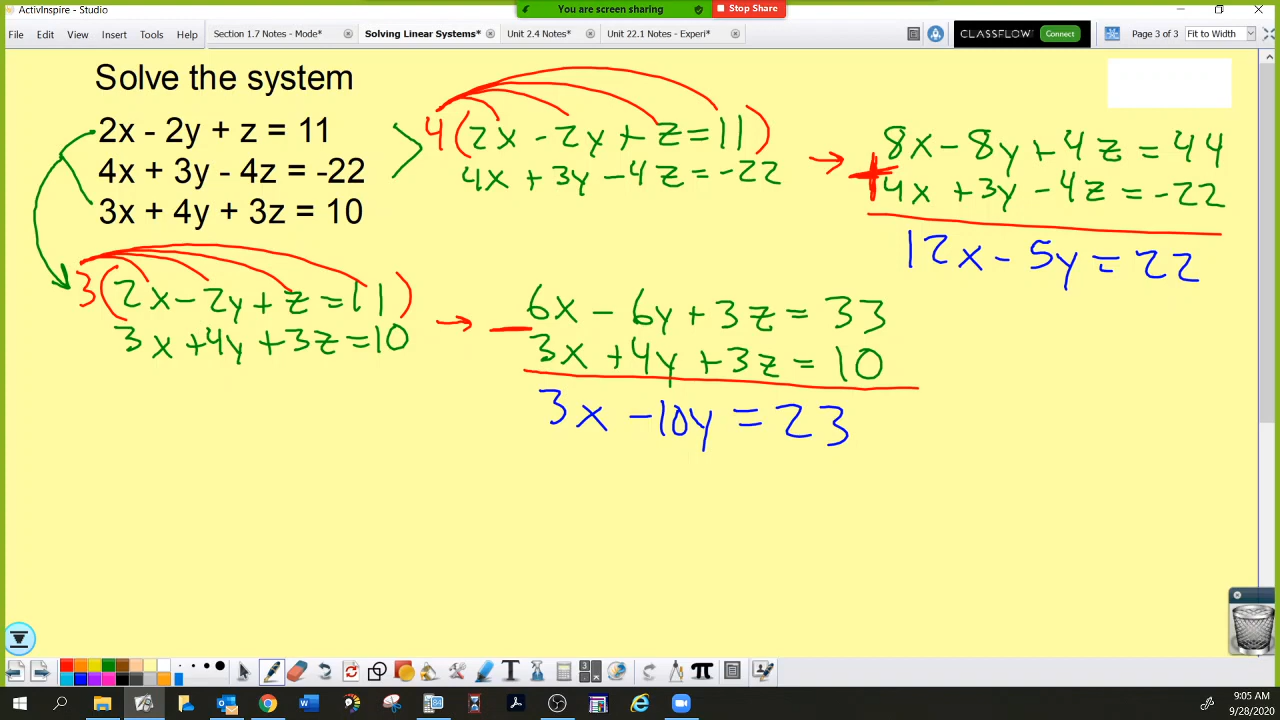 ActivInspire - Studio
You are screen sharing
Stop Share
File Edit View Insert Tools Help
Section 1.7 Notes - Mode*
Solving Linear Systems*
Unit 2.4 Notes*
Unit 22.1 Notes - Experi*
CLASSFLOW Connect
Page 3 of 3
Fit to Width
Solve the system
2x - 2y + z = 11
4x + 3y - 4z = -22
3x + 4y + 3z = 10
4(2x - 2y + z = 11)
4x + 3y - 4z = -22
8x - 8y + 4z = 44
+ 4x + 3y - 4z = -22
12x - 5y = 22
3(2x - 2y + z = 11)
3x + 4y + 3z = 10
6x - 6y + 3z = 33
- 3x + 4y + 3z = 10
3x - 10y = 23
9:05 AM
9/28/2020